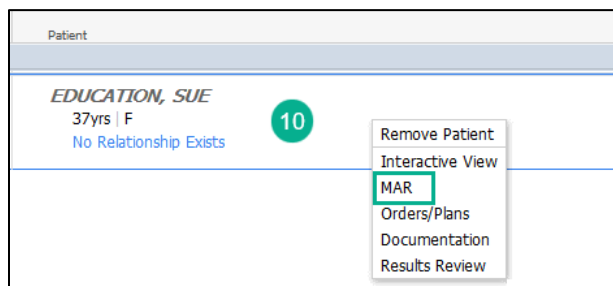 Patient
EDUCATION, SUE
37yrs | F
No Relationship Exists
10
Remove Patient
Interactive View
MAR
Orders/Plans
Documentation
Results Review